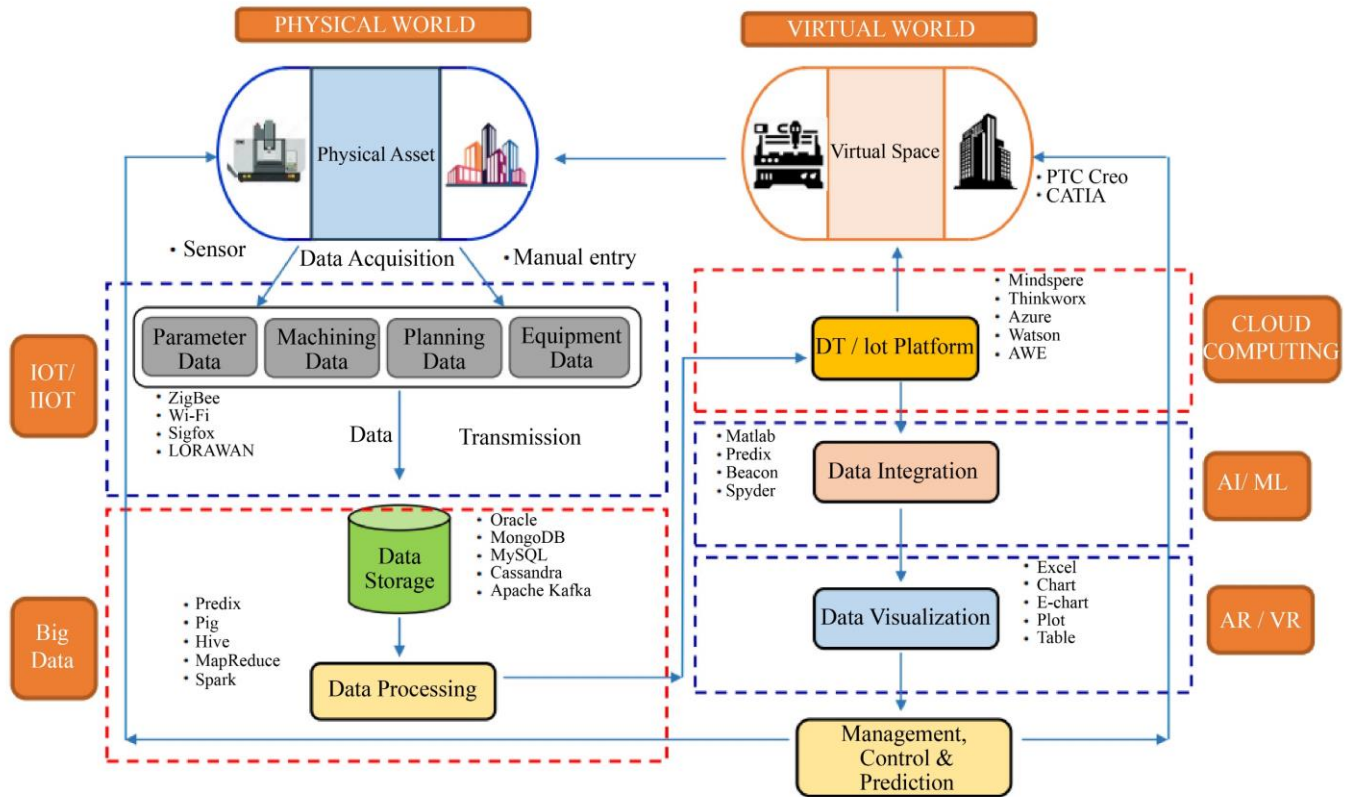 PHYSICAL WORLD
VIRTUAL WORLD
Physical Asset
Virtual Space
• PTC Creo
• CATIA
• Sensor
Data Acquisition
• Manual entry
IOT/
IIOT
Parameter
Data
Machining
Data
Planning
Data
Equipment
Data
• ZigBee
• Wi-Fi
• Sigfox
• LORAWAN
Data
Transmission
Big
Data
Data
Storage
• Oracle
• MongoDB
• MySQL
• Cassandra
• Apache Kafka
• Predix
• Pig
• Hive
• MapReduce
• Spark
Data Processing
DT / lot Platform
• Mindspere
• Thinkworx
• Azure
• Watson
• AWE
CLOUD
COMPUTING
• Matlab
• Predix
• Beacon
• Spyder
Data Integration
AI/ ML
Data Visualization
• Excel
• Chart
• E-chart
• Plot
• Table
AR / VR
Management,
Control &
Prediction